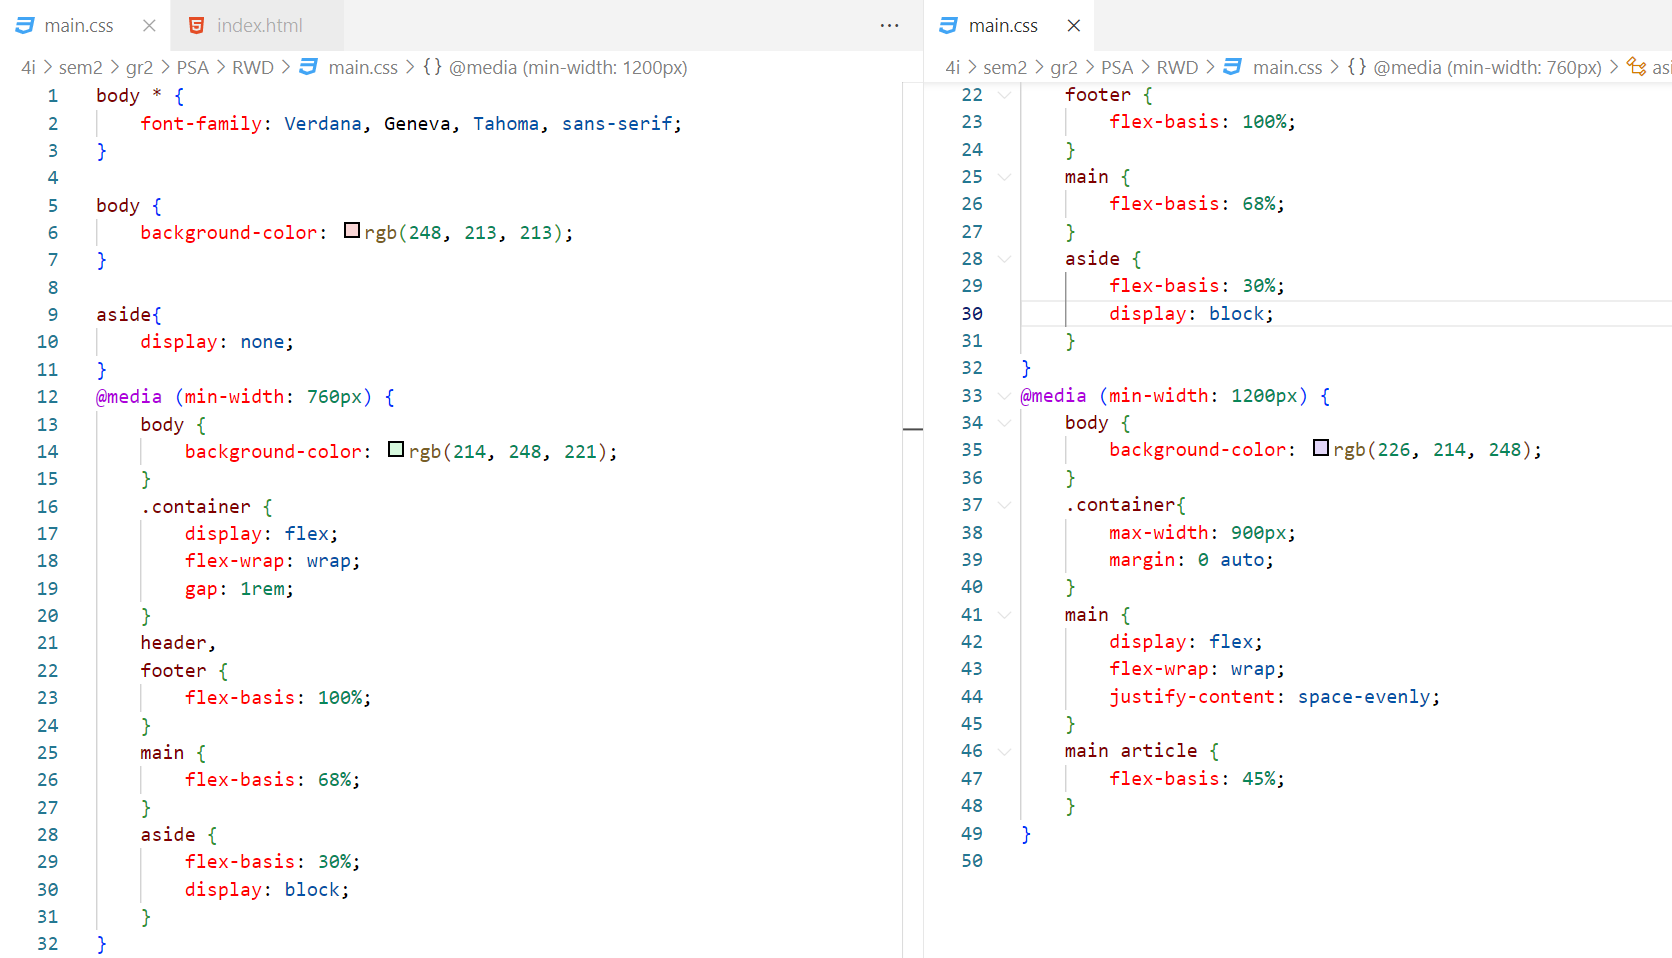 main.css
index.html
4i > sem2 > gr2 > PSA > RWD > main.css > {} @media (min-width: 1200px)
1 body * {
2 font-family: Verdana, Geneva, Tahoma, sans-serif;
3 }
4
5 body {
6 background-color: rgb(248, 213, 213);
7 }
8
9 aside{
10 display: none;
11 }
12 @media (min-width: 760px) {
13 body {
14 background-color: rgb(214, 248, 221);
15 }
16 .container {
17 display: flex;
18 flex-wrap: wrap;
19 gap: 1rem;
20 }
21 header,
22 footer {
23 flex-basis: 100%;
24 }
25 main {
26 flex-basis: 68%;
27 }
28 aside {
29 flex-basis: 30%;
30 display: block;
31 }
32 }
main.css
4i > sem2 > gr2 > PSA > RWD > main.css > {} @media (min-width: 760px) > asi
22 footer {
23 flex-basis: 100%;
24 }
25 main {
26 flex-basis: 68%;
27 }
28 aside {
29 flex-basis: 30%;
30 display: block;
31 }
32 }
33 @media (min-width: 1200px) {
34 body {
35 background-color: rgb(226, 214, 248);
36 }
37 .container{
38 max-width: 900px;
39 margin: 0 auto;
40 }
41 main {
42 display: flex;
43 flex-wrap: wrap;
44 justify-content: space-evenly;
45 }
46 main article {
47 flex-basis: 45%;
48 }
49 }
50